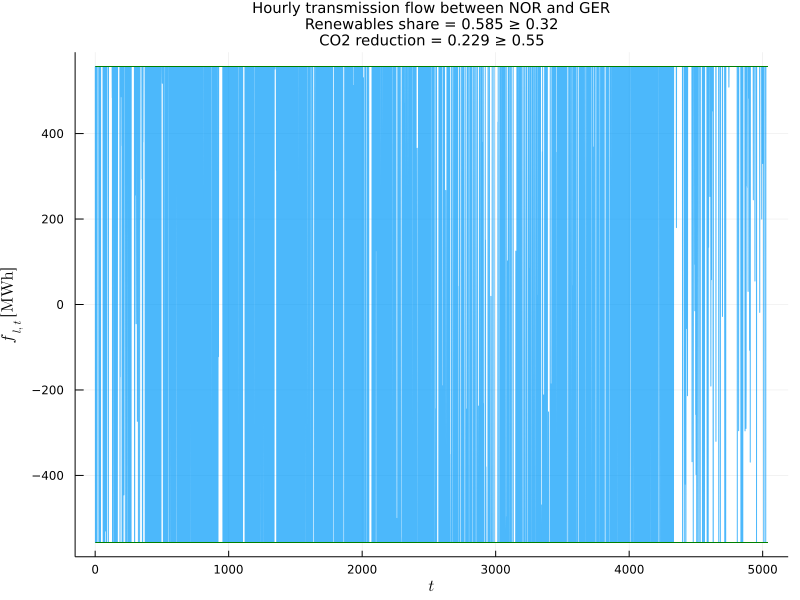 Hourly transmission flow between NOR and GER
Renewables share = 0.585 ≥ 0.32
CO2 reduction = 0.229 ≥ 0.55
400
200
0
−200
−400
f l,t [MWh]
0
1000
2000
3000
4000
5000
t